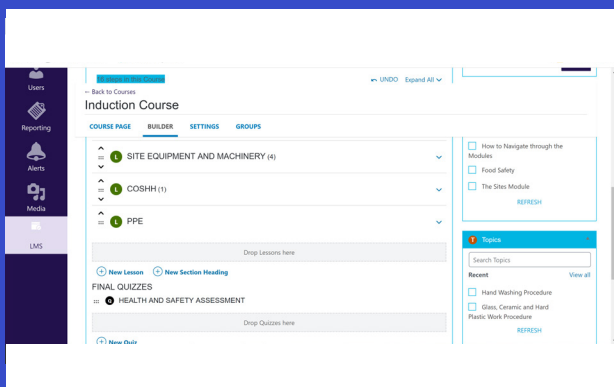 Users
Reporting
Alerts
Media
LMS
18 steps in this Course
UNDO Expand All
← Back to Courses
Induction Course
COURSE PAGE BUILDER SETTINGS GROUPS
L SITE EQUIPMENT AND MACHINERY (4)
L COSHH (1)
L PPE
Drop Lessons here
New Lesson New Section Heading
FINAL QUIZZES
Q HEALTH AND SAFETY ASSESSMENT
Drop Quizzes here
New Quiz
How to Navigate through the
Modules
Food Safety
The Sites Module
REFRESH
T Topics
Search Topics
Recent View all
Hand Washing Procedure
Glass, Ceramic and Hard
Plastic Work Procedure
REFRESH